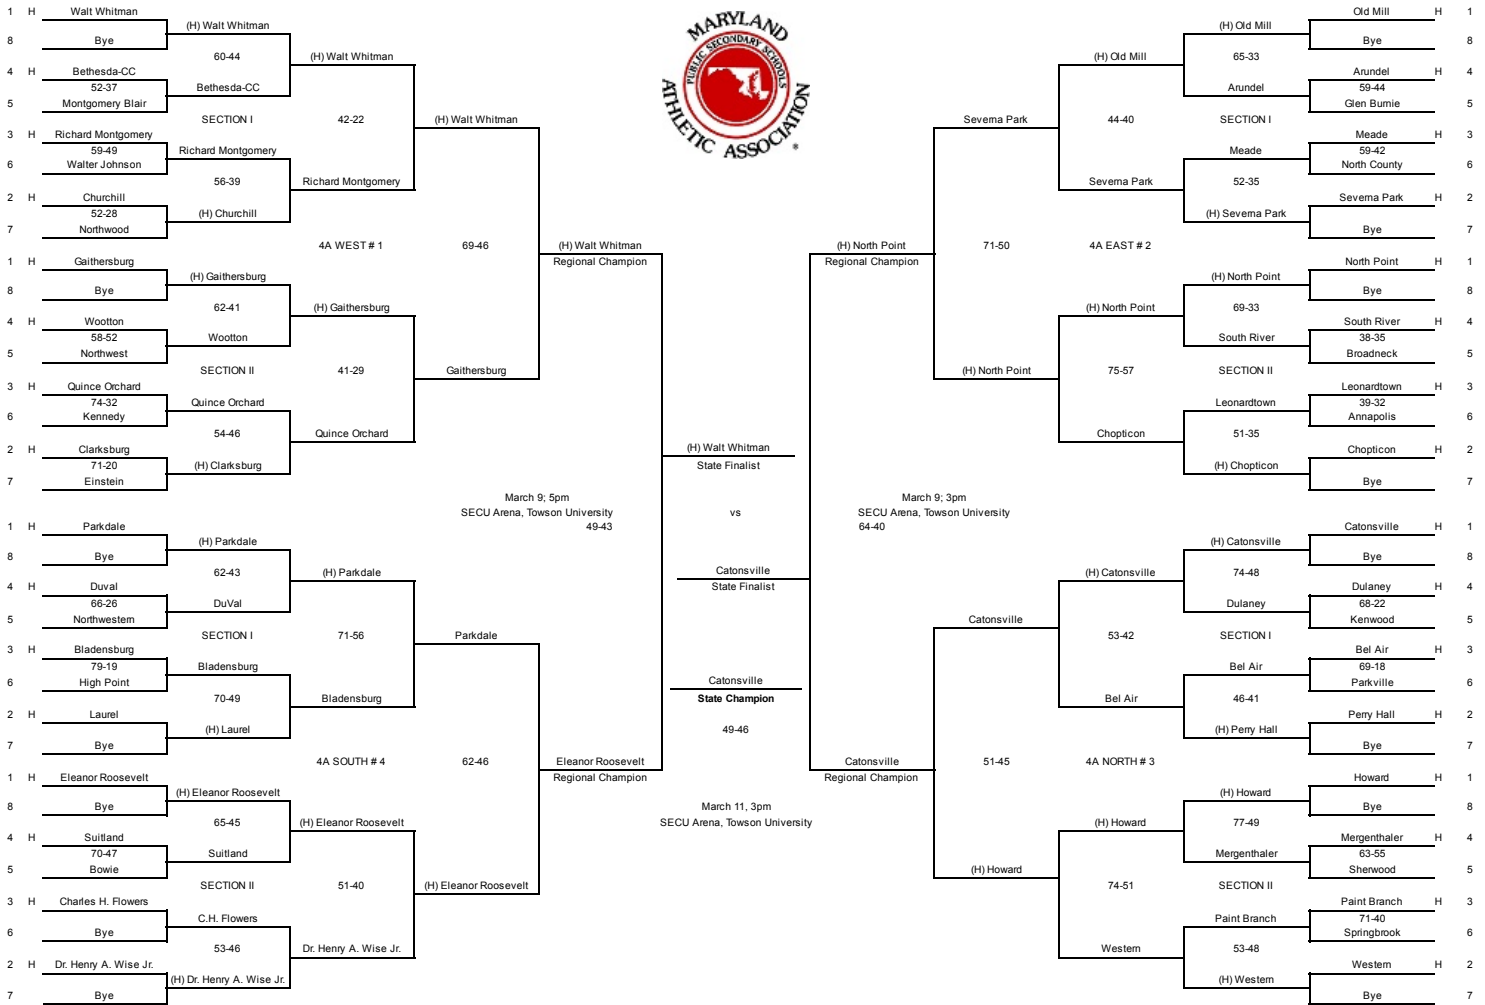 MARYLAND
PUBLIC SECONDARY SCHOOLS
ATHLETIC ASSOCIATION
®
1 H Walt Whitman
(H) Walt Whitman
8 Bye
60-44
(H) Walt Whitman
4 H Bethesda-CC
52-37
Bethesda-CC
5 Montgomery Blair
SECTION I
42-22
(H) Walt Whitman
3 H Richard Montgomery
59-49
Richard Montgomery
6 Walter Johnson
56-39
Richard Montgomery
2 H Churchill
52-28
(H) Churchill
7 Northwood
4A WEST # 1
69-46
(H) Walt Whitman
Regional Champion
1 H Gaithersburg
(H) Gaithersburg
8 Bye
62-41
(H) Gaithersburg
4 H Wootton
58-52
Wootton
5 Northwest
SECTION II
41-29
Gaithersburg
3 H Quince Orchard
74-32
Quince Orchard
6 Kennedy
54-46
Quince Orchard
2 H Clarksburg
71-20
(H) Clarksburg
7 Einstein
March 9; 5pm
SECU Arena, Towson University
49-43
1 H Parkdale
(H) Parkdale
8 Bye
62-43
(H) Parkdale
4 H Duval
66-26
DuVal
5 Northwestern
SECTION I
71-56
Parkdale
3 H Bladensburg
79-19
Bladensburg
6 High Point
70-49
Bladensburg
2 H Laurel
(H) Laurel
7 Bye
4A SOUTH # 4
62-46
Eleanor Roosevelt
Regional Champion
1 H Eleanor Roosevelt
(H) Eleanor Roosevelt
8 Bye
65-45
(H) Eleanor Roosevelt
4 H Suitland
70-47
Suitland
5 Bowie
SECTION II
51-40
(H) Eleanor Roosevelt
3 H Charles H. Flowers
C.H. Flowers
6 Bye
53-46
Dr. Henry A. Wise Jr.
2 H Dr. Henry A. Wise Jr.
(H) Dr. Henry A. Wise Jr.
7 Bye
(H) Walt Whitman
State Finalist
vs
Catonsville
State Finalist
Catonsville
State Champion
49-46
March 11, 3pm
SECU Arena, Towson University
Old Mill H 1
(H) Old Mill
Bye 8
65-33
(H) Old Mill
Arundel H 4
59-44
Arundel
Glen Burnie 5
SECTION I
44-40
Severna Park
Meade H 3
59-42
Meade
North County 6
52-35
Severna Park
Severna Park H 2
(H) Severna Park
Bye 7
4A EAST # 2
71-50
(H) North Point
Regional Champion
North Point H 1
(H) North Point
Bye 8
69-33
(H) North Point
South River H 4
38-35
South River
Broadneck 5
SECTION II
75-57
(H) North Point
Leonardtown H 3
39-32
Leonardtown
Annapolis 6
51-35
Chopticon
Chopticon H 2
(H) Chopticon
Bye 7
March 9; 3pm
SECU Arena, Towson University
64-40
Catonsville H 1
(H) Catonsville
Bye 8
74-48
(H) Catonsville
Dulaney H 4
68-22
Dulaney
Kenwood 5
SECTION I
53-42
Catonsville
Bel Air H 3
69-18
Bel Air
Parkville 6
46-41
Bel Air
Perry Hall H 2
(H) Perry Hall
Bye 7
4A NORTH # 3
51-45
Catonsville
Regional Champion
Howard H 1
(H) Howard
Bye 8
77-49
(H) Howard
Mergenthaler H 4
63-55
Mergenthaler
Sherwood 5
SECTION II
74-51
(H) Howard
Paint Branch H 3
71-40
Paint Branch
Springbrook 6
53-48
Western
Western H 2
(H) Western
Bye 7